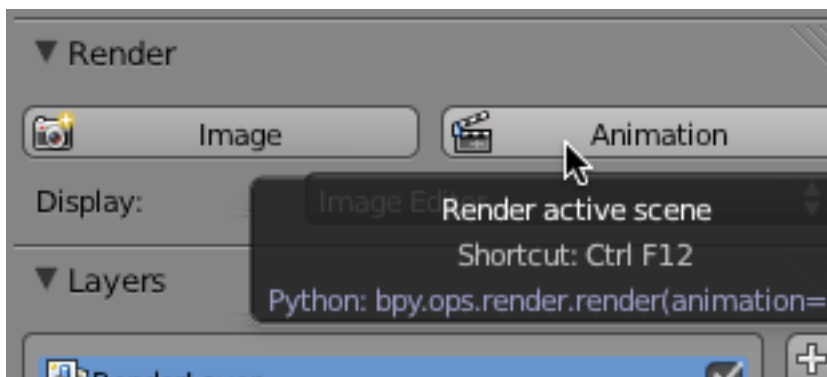 Render
Image Animation
Display: Image Editor
Render active scene
Shortcut: Ctrl F12
Layers
Python: bpy.ops.render.render(animation=